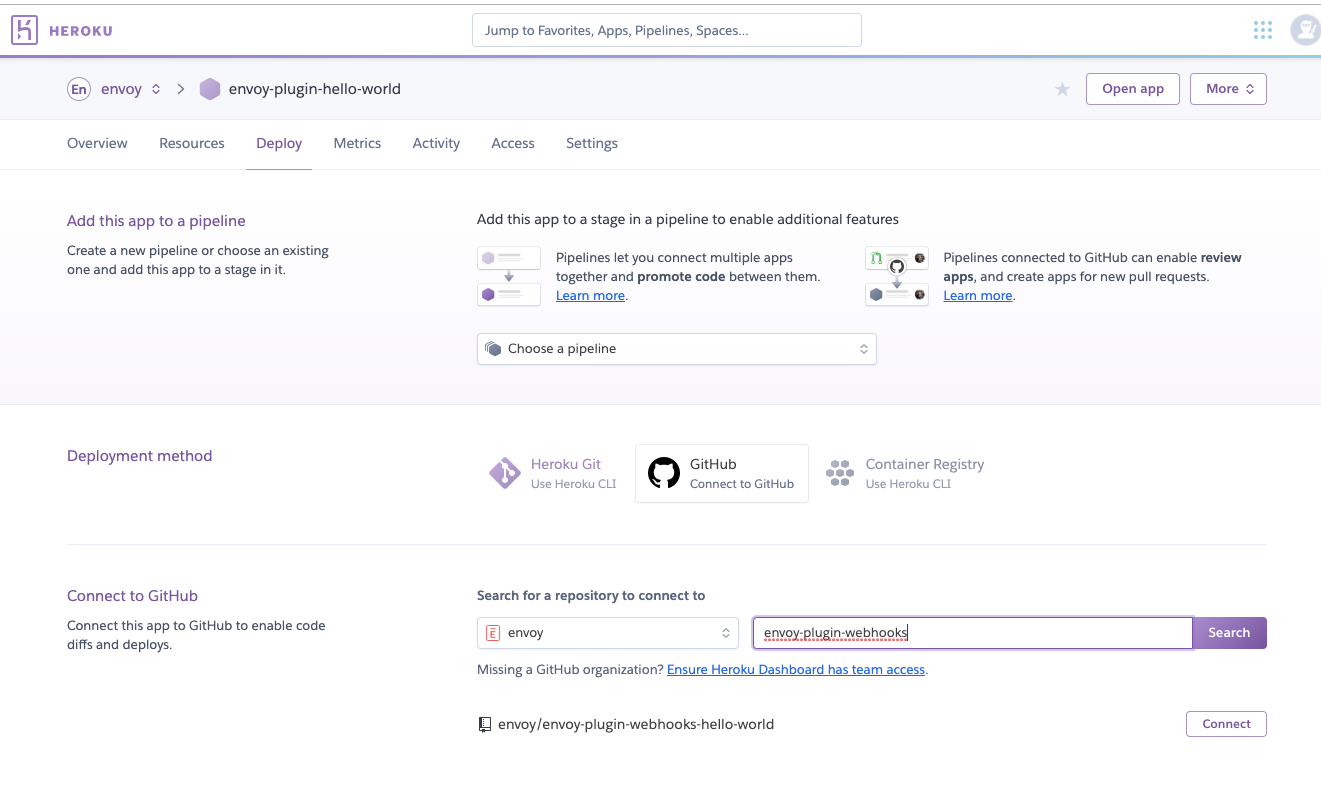 HEROKU
Jump to Favorites, Apps, Pipelines, Spaces...
En envoy envoy-plugin-hello-world
Open app More
Overview Resources Deploy Metrics Activity Access Settings
Add this app to a pipeline
Create a new pipeline or choose an existing
one and add this app to a stage in it.
Add this app to a stage in a pipeline to enable additional features
Pipelines let you connect multiple apps
together and promote code between them.
Learn more.
Pipelines connected to GitHub can enable review
apps, and create apps for new pull requests.
Learn more.
Choose a pipeline
Deployment method
Heroku Git
Use Heroku CLI
GitHub
Connect to GitHub
Container Registry
Use Heroku CLI
Connect to GitHub
Connect this app to GitHub to enable code
diffs and deploys.
Search for a repository to connect to
E envoy
envoy-plugin-webhooks
Search
Missing a GitHub organization? Ensure Heroku Dashboard has team access.
envoy/envoy-plugin-webhooks-hello-world
Connect